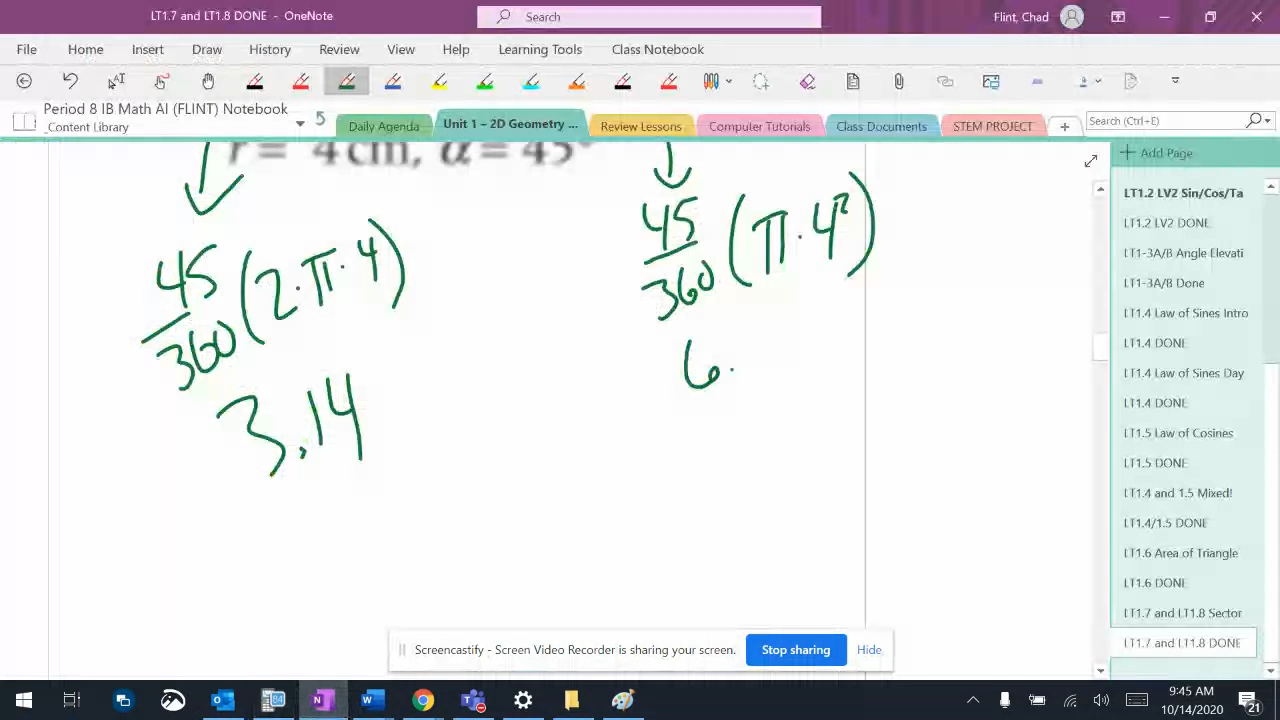 LT1.7 and LT1.8 DONE - OneNote
Search
Flint, Chad
File Home Insert Draw History Review View Help Learning Tools Class Notebook
Period 8 IB Math AI (FLINT) Notebook
_Content Library
5
Daily Agenda
Unit 1 – 2D Geometry ...
Review Lessons
Computer Tutorials
Class Documents
STEM PROJECT
Search (Ctrl+E)
Add Page
LT1.2 LV2 Sin/Cos/Ta
LT1.2 LV2 DONE
LT1-3A/B Angle Elevati
LT1-3A/B Done
LT1.4 Law of Sines Intro
LT1.4 DONE
LT1.4 Law of Sines Day
LT1.4 DONE
LT1.5 Law of Cosines
LT1.5 DONE
LT1.4 and 1.5 Mixed!
LT1.4/1.5 DONE
LT1.6 Area of Triangle
LT1.6 DONE
LT1.7 and LT1.8 Sector
LT1.7 and LT1.8 DONE
r = 4 cm, α = 45°
45/360 (2·π·4)
3.14
45/360 (π·4²)
6.
Screencastify - Screen Video Recorder is sharing your screen.
Stop sharing
Hide
9:45 AM
10/14/2020
21